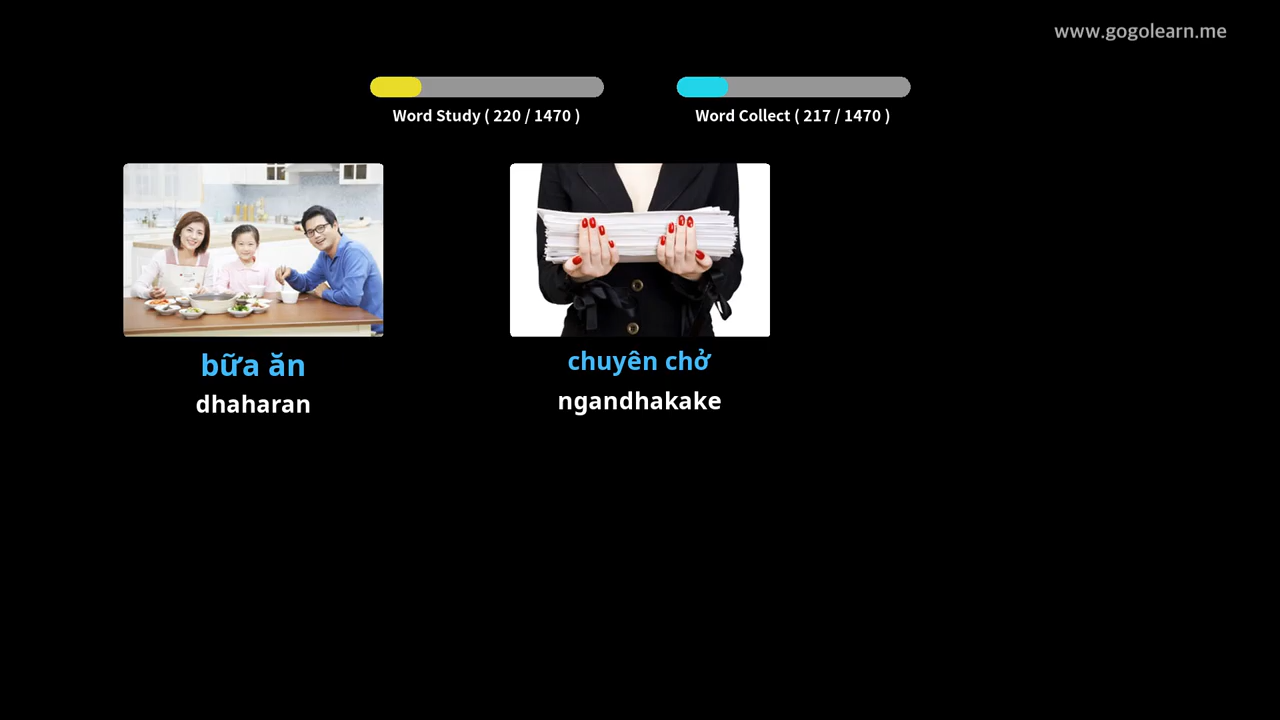 www.gogolearn.me
Word Study ( 220 / 1470 )
Word Collect ( 217 / 1470 )
bữa ăn
dhaharan
chuyên chở
ngandhakake